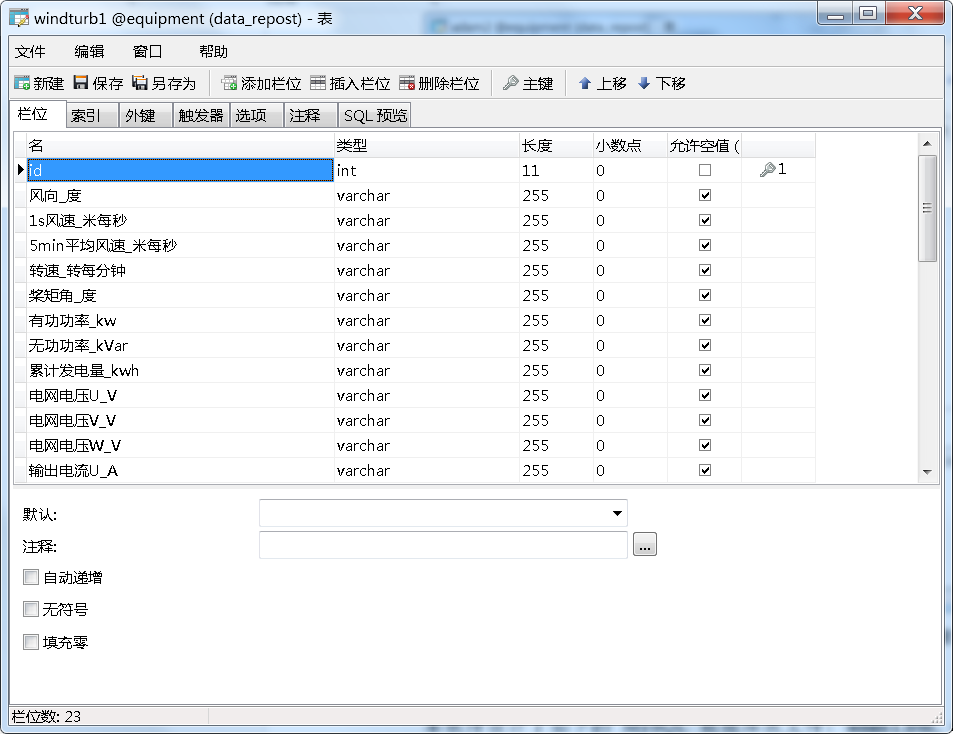 windturb1 @equipment (data_repost) - 表
文件 编辑 窗口 帮助
新建 保存 另存为 添加栏位 插入栏位 删除栏位 主键 上移 下移
栏位 索引 外键 触发器 选项 注释 SQL 预览
名 类型 长度 小数点 允许空值 (
id int 11 0 1
风向_度 varchar 255 0
1s风速_米每秒 varchar 255 0
5min平均风速_米每秒 varchar 255 0
转速_转每分钟 varchar 255 0
桨矩角_度 varchar 255 0
有功功率_kw varchar 255 0
无功功率_kVar varchar 255 0
累计发电量_kwh varchar 255 0
电网电压U_V varchar 255 0
电网电压V_V varchar 255 0
电网电压W_V varchar 255 0
输出电流U_A varchar 255 0
默认:
注释: ...
自动递增
无符号
填充零
栏位数: 23